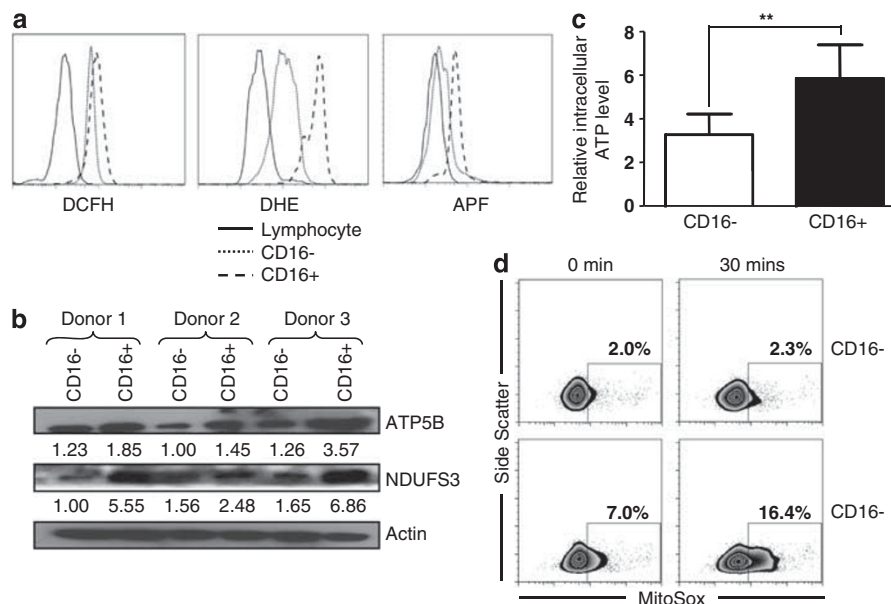 a
DCFH
DHE
APF
Lymphocyte
CD16-
CD16+
b
Donor 1
Donor 2
Donor 3
CD16- CD16+ CD16- CD16+ CD16- CD16+
ATP5B
1.23 1.85 1.00 1.45 1.26 3.57
NDUFS3
1.00 5.55 1.56 2.48 1.65 6.86
Actin
c
**
Relative intracellular
ATP level
8
6
4
2
0
CD16-
CD16+
d
0 min
30 mins
2.0%
2.3%
CD16-
7.0%
16.4%
CD16-
Side Scatter
MitoSox